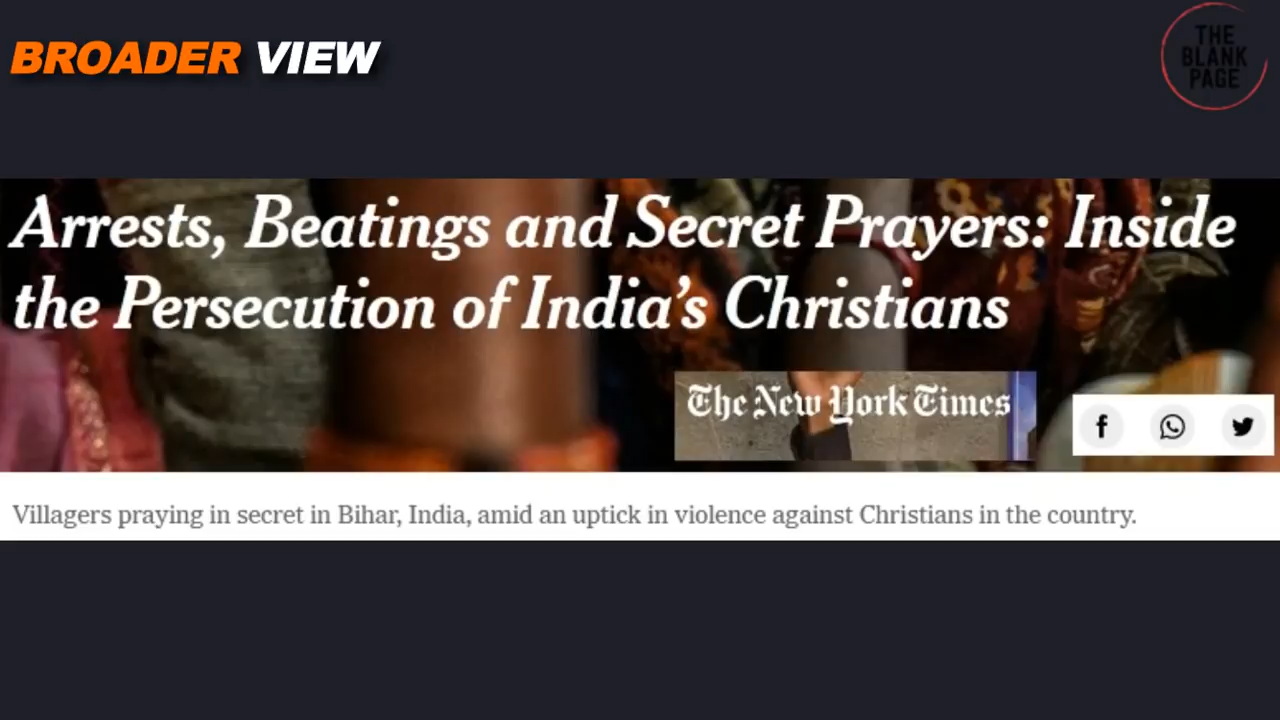 BROADER VIEW
THE
BLANK
PAGE
Arrests, Beatings and Secret Prayers: Inside
the Persecution of India’s Christians
The New York Times
Villagers praying in secret in Bihar, India, amid an uptick in violence against Christians in the country.